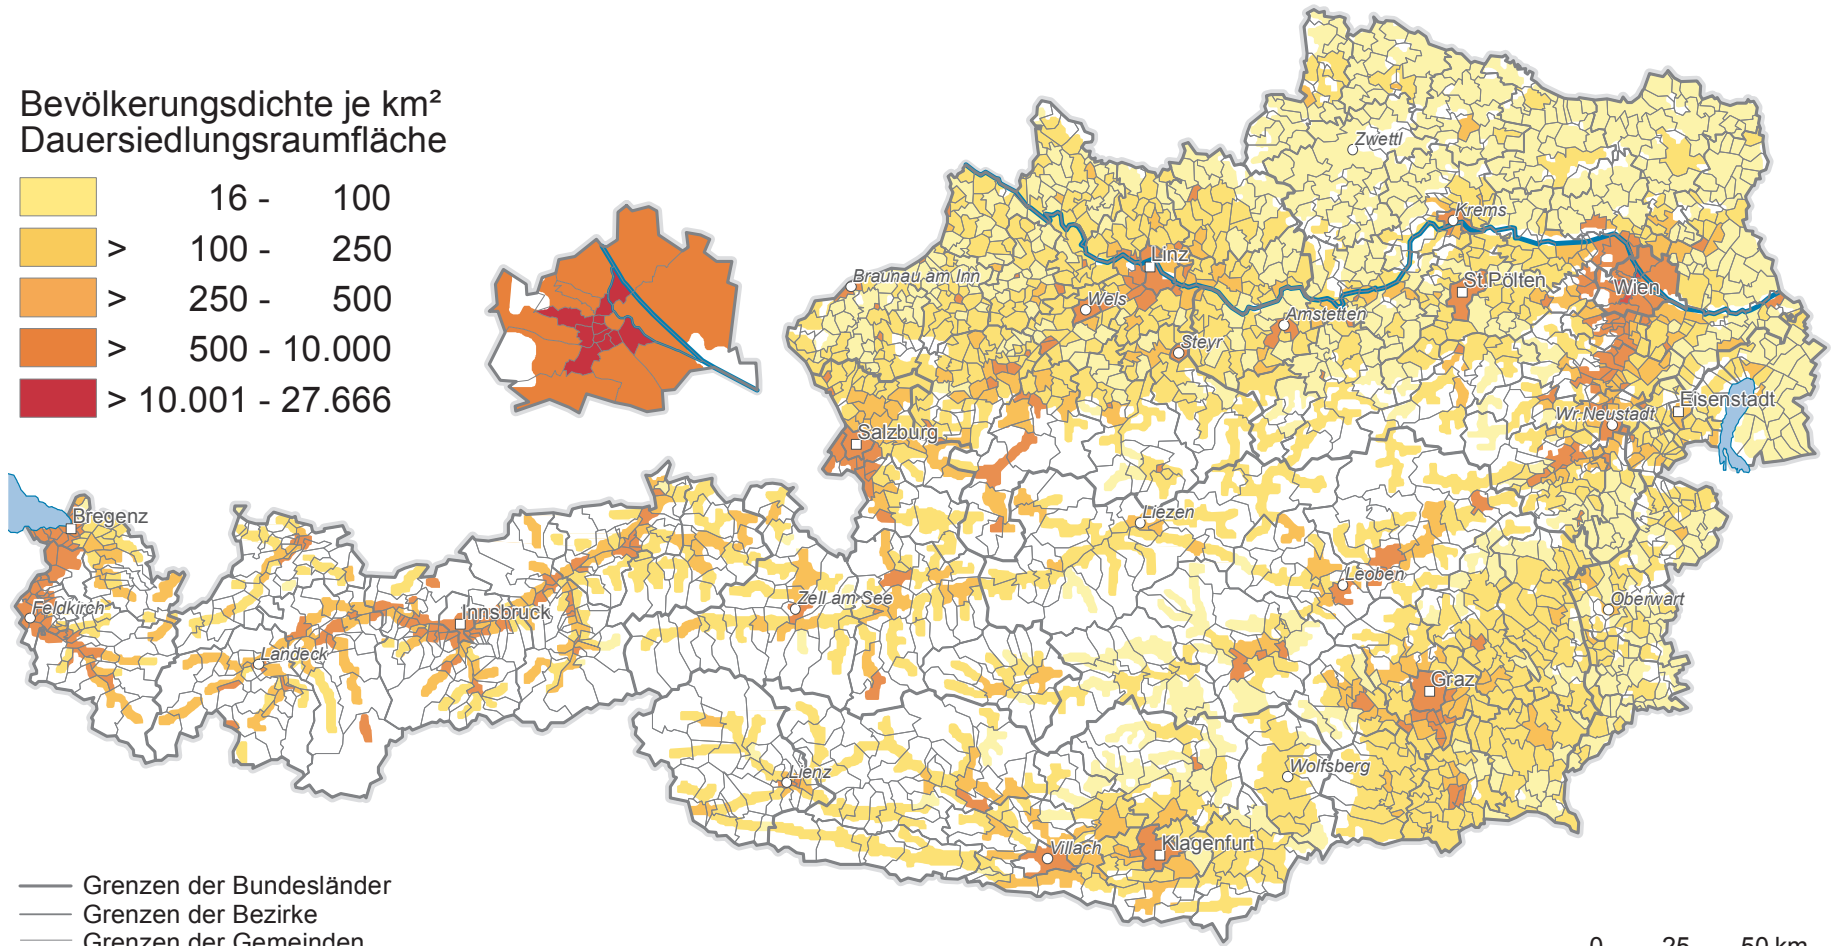 Bevölkerungsdichte je km²
Dauersiedlungsraumfläche
16 - 100
> 100 - 250
> 250 - 500
> 500 - 10.000
> 10.001 - 27.666
Zwettl
Krems
Linz
Braunau am Inn
St.Pölten
Wien
Wels
Amstetten
Steyr
Eisenstadt
Wr.Neustadt
Salzburg
Bregenz
Liezen
Leoben
Zell am See
Oberwart
Feldkirch
Innsbruck
Landeck
Graz
Lienz
Wolfsberg
Villach
Klagenfurt
Grenzen der Bundesländer
Grenzen der Bezirke
Grenzen der Gemeinden
0 25 50 km